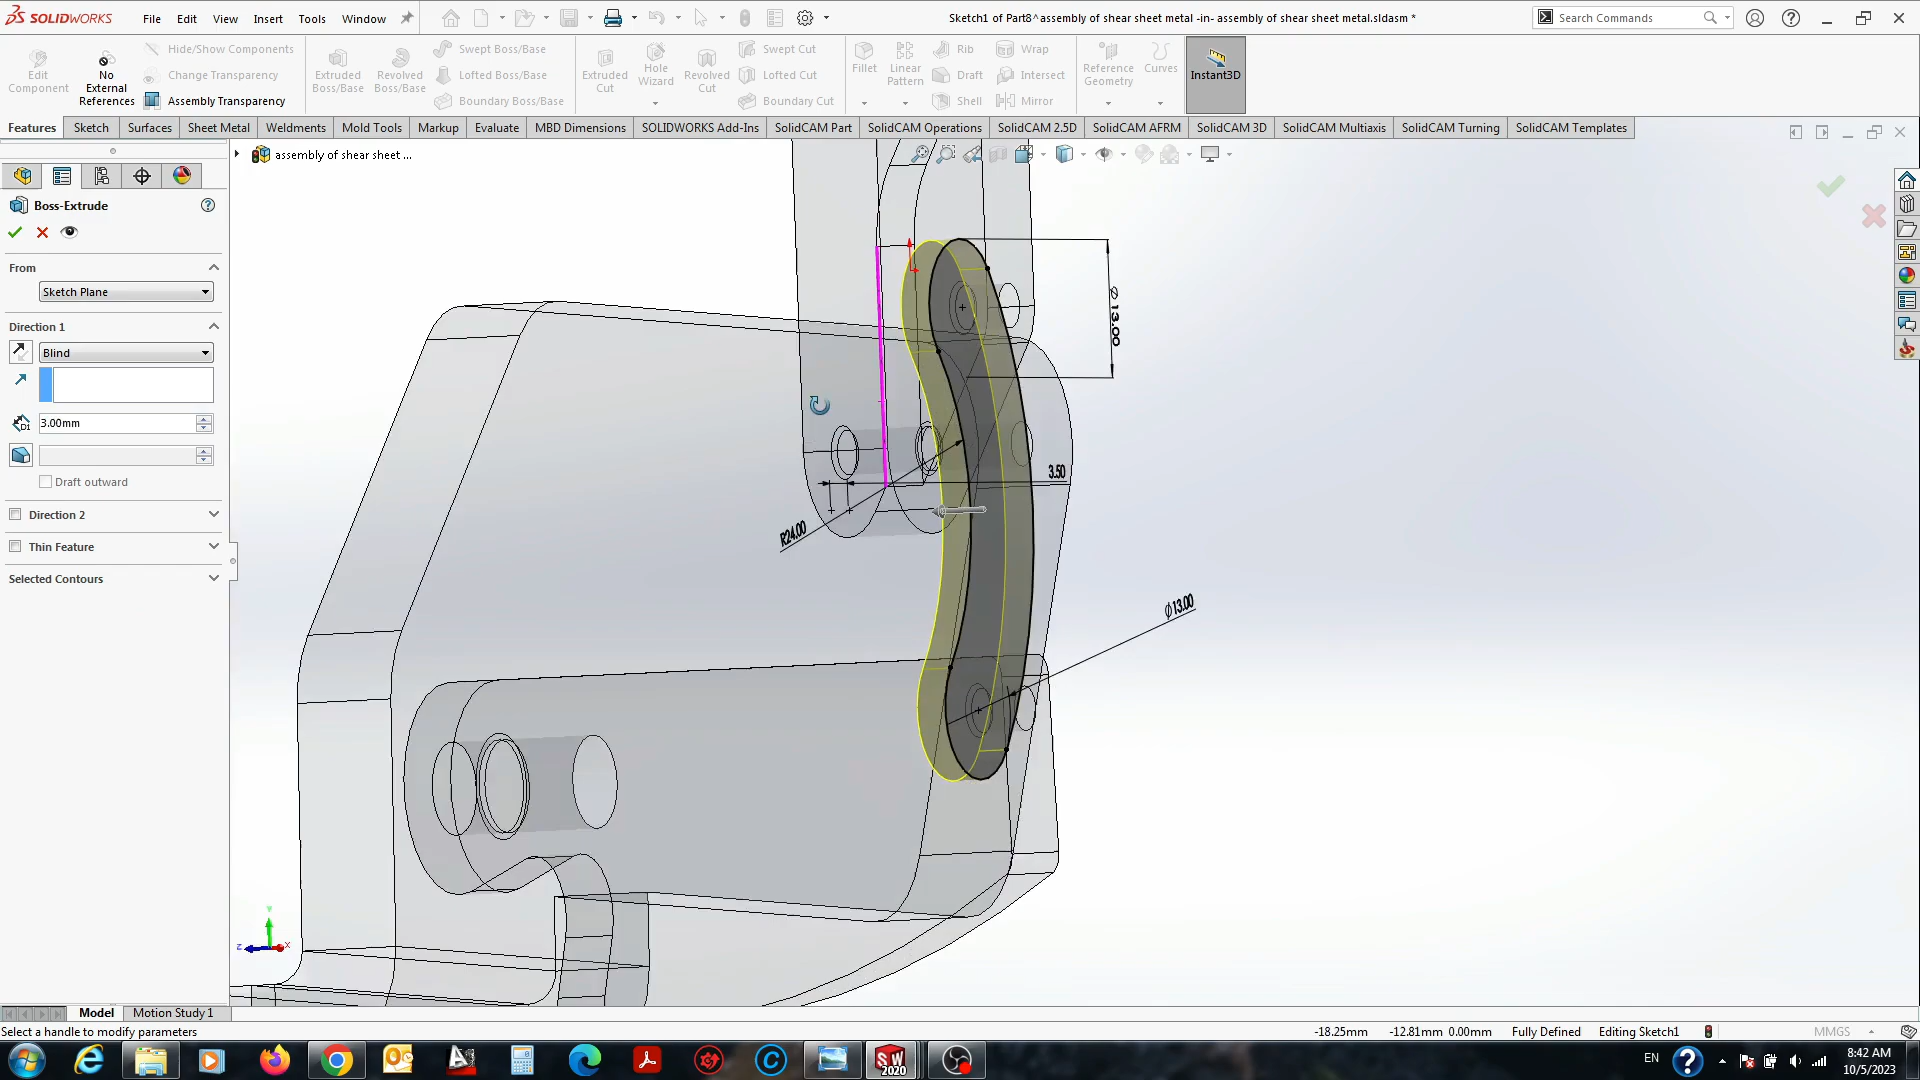 SOLIDWORKS
File Edit View Insert Tools Window
Sketch1 of Part8^assembly of shear sheet metal -in- assembly of shear sheet metal.sldasm *
Search Commands
Edit Component
No External References
Hide/Show Components
Change Transparency
Assembly Transparency
Extruded Boss/Base
Revolved Boss/Base
Swept Boss/Base
Lofted Boss/Base
Boundary Boss/Base
Extruded Cut
Hole Wizard
Revolved Cut
Swept Cut
Lofted Cut
Boundary Cut
Fillet
Linear Pattern
Rib
Draft
Shell
Wrap
Intersect
Mirror
Reference Geometry
Curves
Instant3D
Features Sketch Surfaces Sheet Metal Weldments Mold Tools Markup Evaluate MBD Dimensions SOLIDWORKS Add-Ins SolidCAM Part SolidCAM Operations SolidCAM 2.5D SolidCAM AFRM SolidCAM 3D SolidCAM Multiaxis SolidCAM Turning SolidCAM Templates
assembly of shear sheet ...
Boss-Extrude
From
Sketch Plane
Direction 1
Blind
D1
3.00mm
Draft outward
Direction 2
Thin Feature
Selected Contours
⌀13.00
3.50
R24.00
⌀13.00
Y
Z
X
Model Motion Study 1
Select a handle to modify parameters
-18.25mm -12.81mm 0.00mm Fully Defined Editing Sketch1 MMGS
SW 2020
EN
8:42 AM
10/5/2023